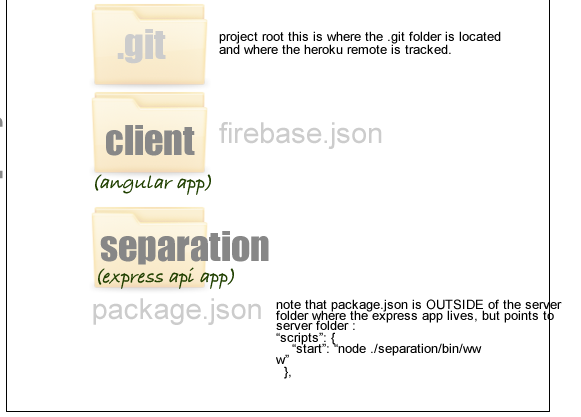 .git
project root this is where the .git folder is located
and where the heroku remote is tracked.
client
firebase.json
(angular app)
separation
(express api app)
package.json
note that package.json is OUTSIDE of the server
folder where the express app lives, but points to
server folder :
“scripts”: {
“start”: “node ./separation/bin/ww
w”
},